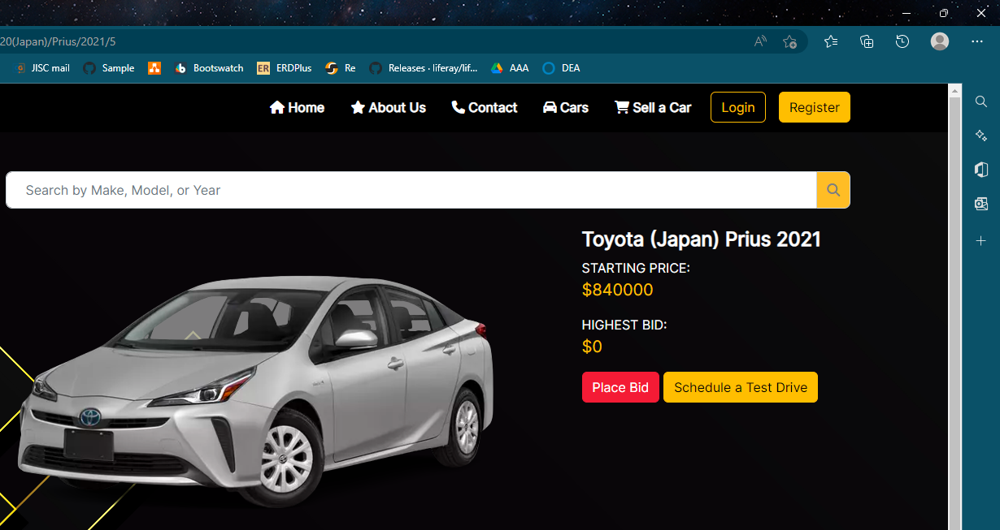 20(Japan)/Prius/2021/5
JISC mail Sample Bootswatch ER ERDPlus Re Releases · liferay/lif... AAA DEA
Home About Us Contact Cars Sell a Car Login Register
Search by Make, Model, or Year
Toyota (Japan) Prius 2021
STARTING PRICE:
$840000
HIGHEST BID:
$0
Place Bid Schedule a Test Drive